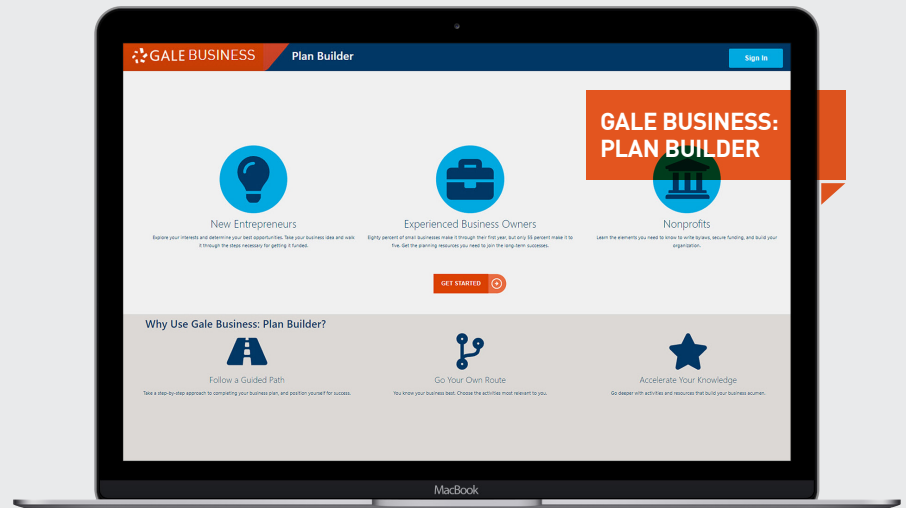 GALE BUSINESS
Plan Builder
Sign In
GALE BUSINESS:
PLAN BUILDER
New Entrepreneurs
Explore your interests and determine your best opportunities. Take your business idea and walk
it through the steps necessary for getting it funded.
Experienced Business Owners
Eighty percent of small businesses make it through their first year, but only 55 percent make it to
five. Get the planning resources you need to join the long-term successes.
Nonprofits
Learn the elements you need to know to write bylaws, secure funding, and build your
organization.
GET STARTED
Why Use Gale Business: Plan Builder?
Follow a Guided Path
Take a step-by-step approach to completing your business plan, and position yourself for success.
Go Your Own Route
You know your business best. Choose the activities most relevant to you.
Accelerate Your Knowledge
Go deeper with activities and resources that build your business acumen.
MacBook